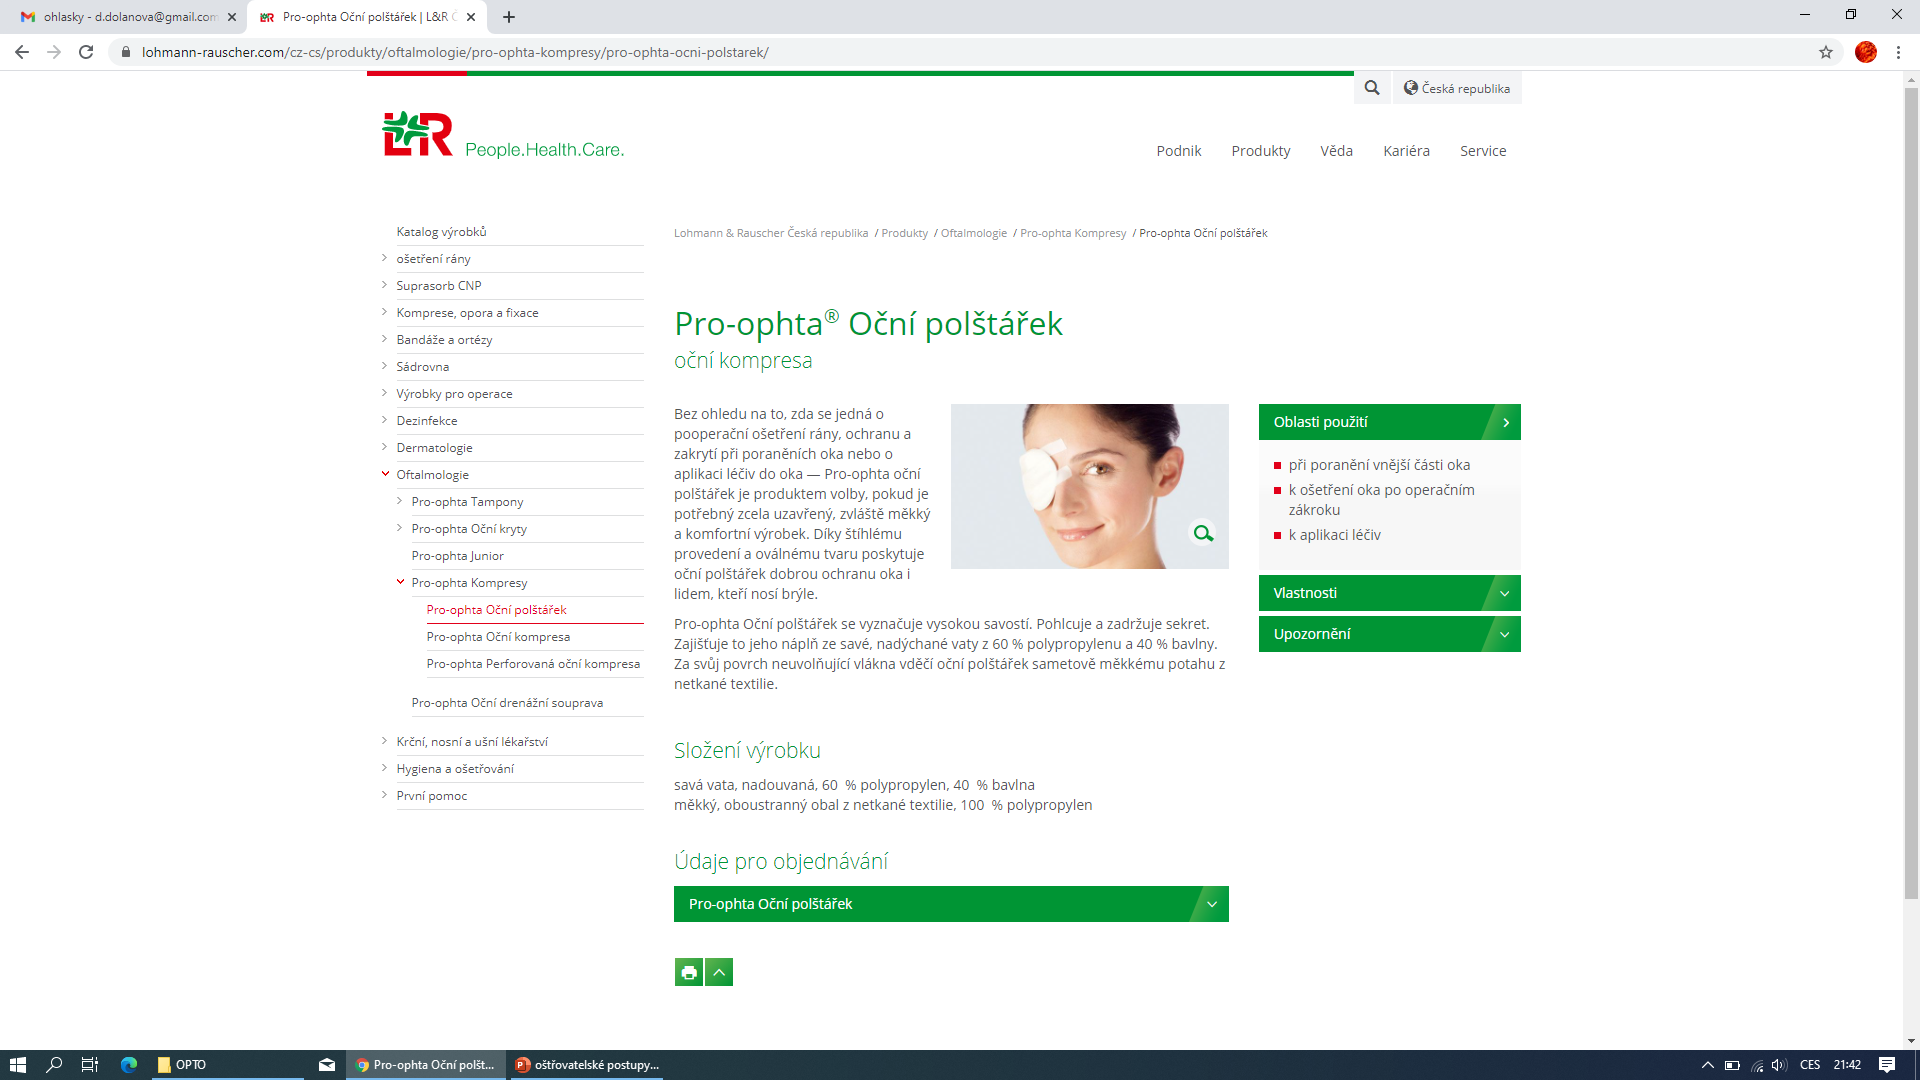 ohlasky - d.dolanova@gmail.com
Pro-ophta Oční polštářek | L&R Č
lohmann-rauscher.com/cz-cs/produkty/oftalmologie/pro-ophta-kompresy/pro-ophta-ocni-polstarek/
Česká republika
L&R People.Health.Care.
Podnik Produkty Věda Kariéra Service
Katalog výrobků
ošetření rány
Suprasorb CNP
Komprese, opora a fixace
Bandáže a ortézy
Sádrovna
Výrobky pro operace
Dezinfekce
Dermatologie
Oftalmologie
Pro-ophta Tampony
Pro-ophta Oční kryty
Pro-ophta Junior
Pro-ophta Kompresy
Pro-ophta Oční polštářek
Pro-ophta Oční kompresa
Pro-ophta Perforovaná oční kompresa
Pro-ophta Oční drenážní souprava
Krční, nosní a ušní lékařství
Hygiena a ošetřování
První pomoc
Lohmann & Rauscher Česká republika / Produkty / Oftalmologie / Pro-ophta Kompresy / Pro-ophta Oční polštářek
Pro-ophta® Oční polštářek
oční kompresa
Bez ohledu na to, zda se jedná o
pooperační ošetření rány, ochranu a
zakrytí při poraněních oka nebo o
aplikaci léčiv do oka — Pro-ophta oční
polštářek je produktem volby, pokud je
potřebný zcela uzavřený, zvláště měkký
a komfortní výrobek. Díky štíhlému
provedení a oválnému tvaru poskytuje
oční polštářek dobrou ochranu oka i
lidem, kteří nosí brýle.
Pro-ophta Oční polštářek se vyznačuje vysokou savostí. Pohlcuje a zadržuje sekret.
Zajišťuje to jeho náplň ze savé, nadýchané vaty z 60 % polypropylenu a 40 % bavlny.
Za svůj povrch neuvolňující vlákna vděčí oční polštářek sametově měkkému potahu z
netkané textilie.
Složení výrobku
savá vata, nadouvaná, 60 % polypropylen, 40 % bavlna
měkký, oboustranný obal z netkané textilie, 100 % polypropylen
Údaje pro objednávání
Pro-ophta Oční polštářek
Oblasti použití
při poranění vnější části oka
k ošetření oka po operačním
zákroku
k aplikaci léčiv
Vlastnosti
Upozornění
OPTO
Pro-ophta Oční polšt...
oštřovatelské postupy...
CES 21:42